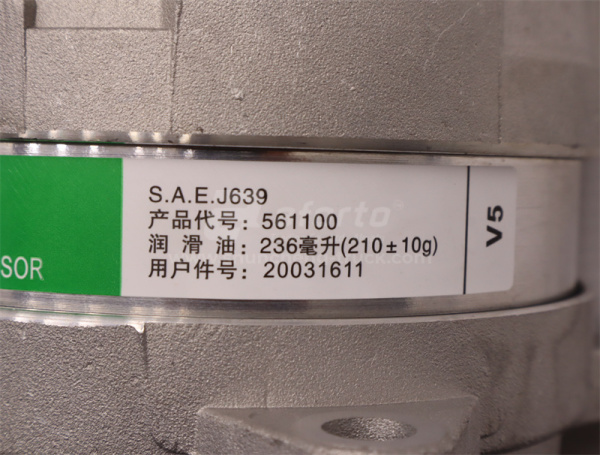 SOR
S.A.E.J639
产品代号：561100
润 滑 油：236毫升(210±10g)
用户件号：20031611
V5